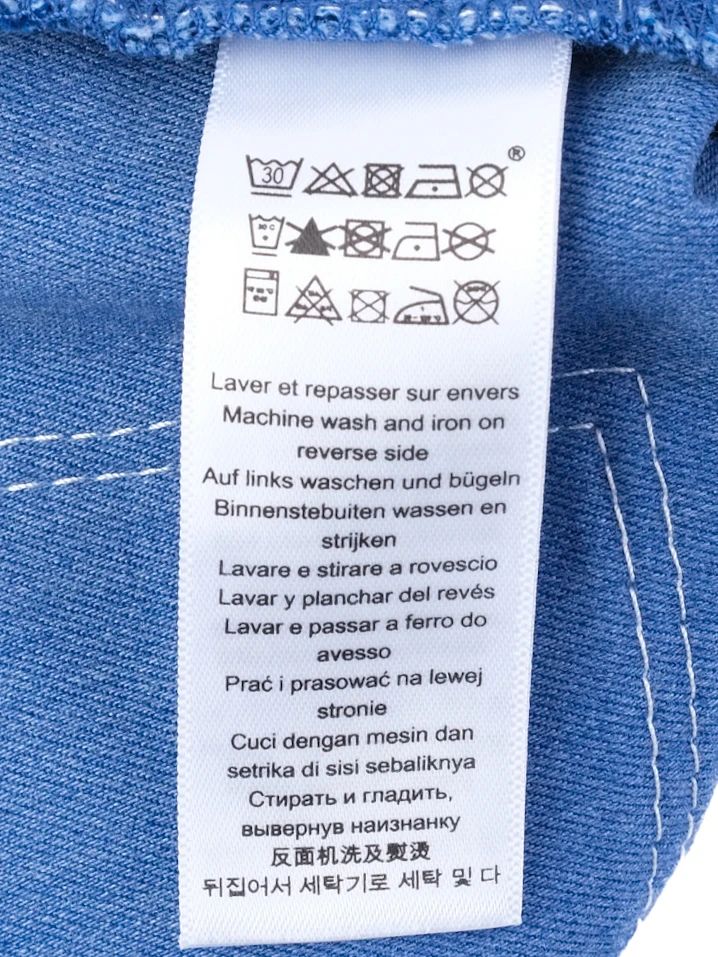 30
®
30 C
Laver et repasser sur envers
Machine wash and iron on
reverse side
Auf links waschen und bügeln
Binnenstebuiten wassen en
strijken
Lavare e stirare a rovescio
Lavar y planchar del revés
Lavar e passar a ferro do
avesso
Prać i prasować na lewej
stronie
Cuci dengan mesin dan
setrika di sisi sebaliknya
Стирать и гладить,
вывернув наизнанку
反面机洗及熨烫
뒤집어서 세탁기로 세탁 및 다